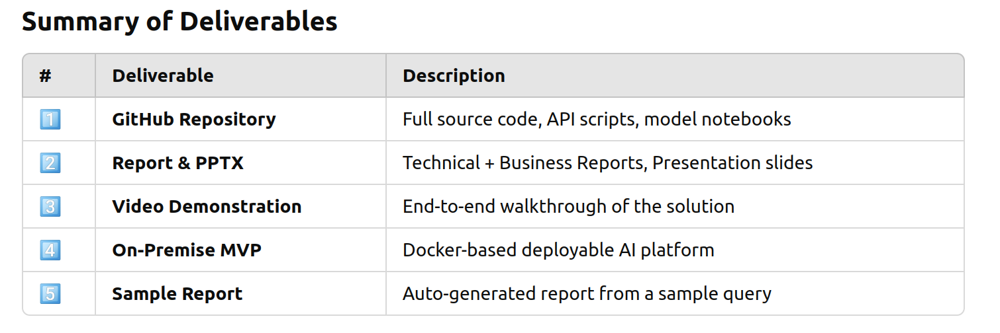 Summary of Deliverables
# Deliverable Description
1 GitHub Repository Full source code, API scripts, model notebooks
2 Report & PPTX Technical + Business Reports, Presentation slides
3 Video Demonstration End-to-end walkthrough of the solution
4 On-Premise MVP Docker-based deployable AI platform
5 Sample Report Auto-generated report from a sample query